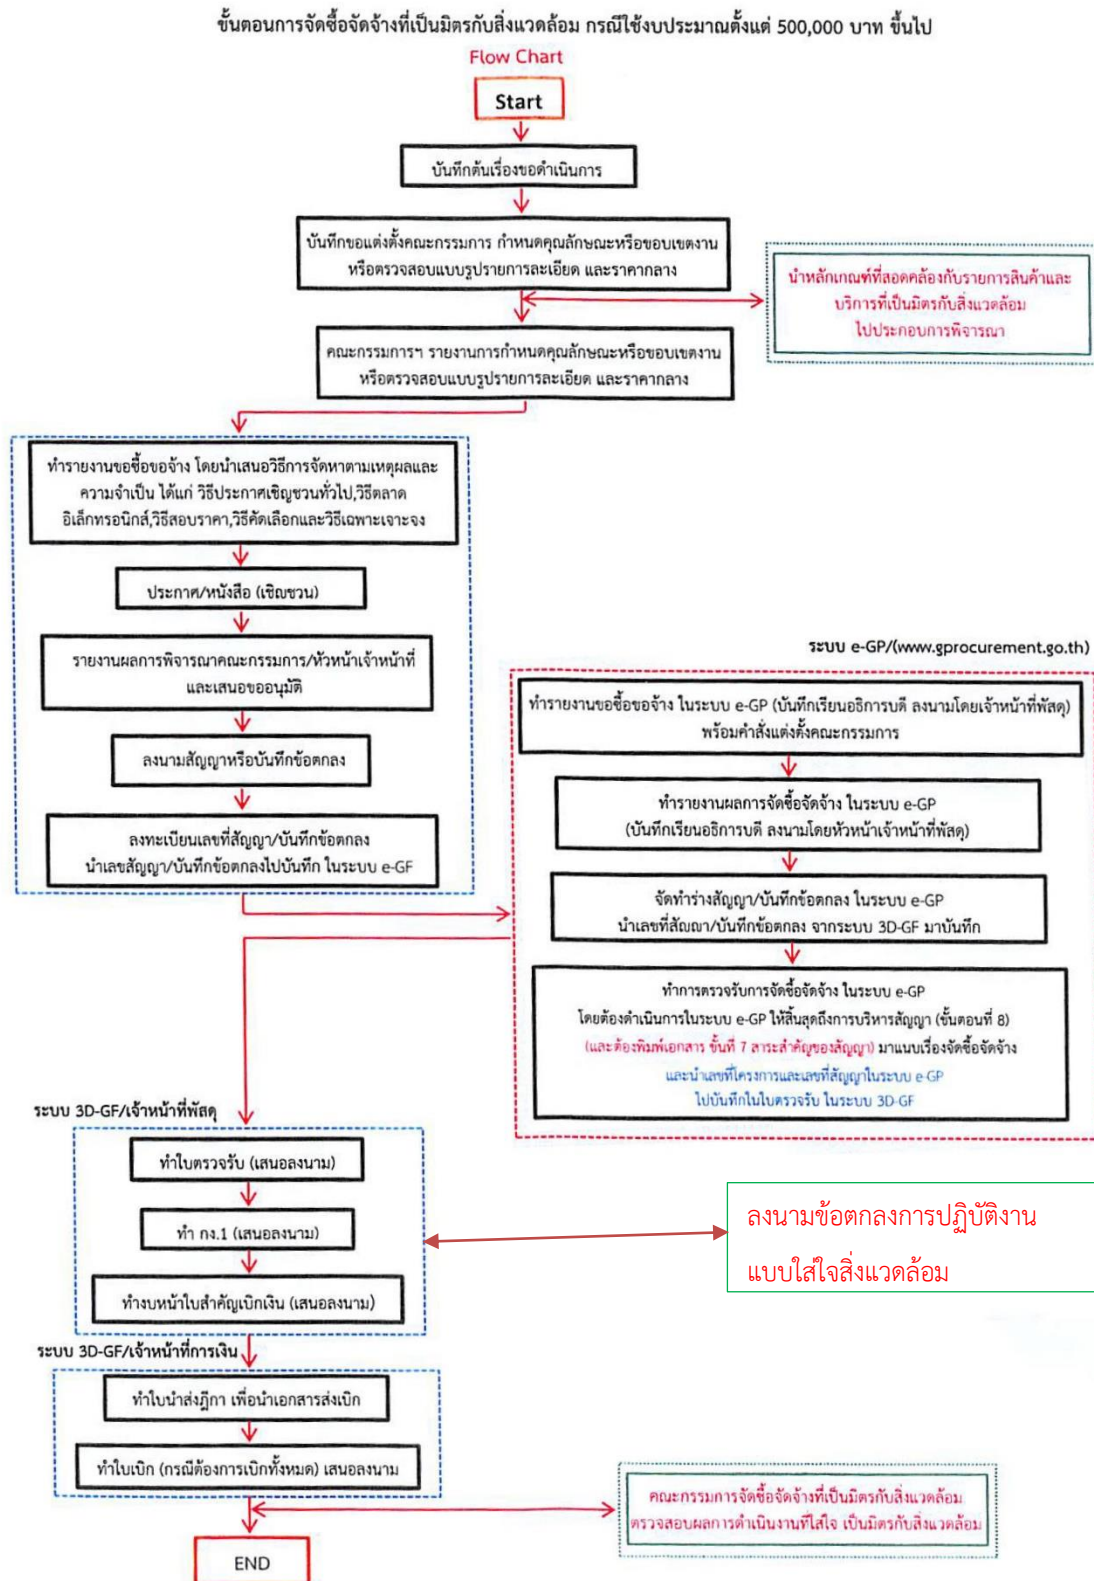 ขั้นตอนการจัดซื้อจัดจ้างที่เป็นมิตรกับสิ่งแวดล้อม กรณีใช้งบประมาณตั้งแต่ 500,000 บาท ขึ้นไป
Flow Chart
Start
บันทึกต้นเรื่องขอดำเนินการ
บันทึกขอแต่งตั้งคณะกรรมการ กำหนดคุณลักษณะหรือขอบเขตงาน
หรือตรวจสอบแบบรูปรายการละเอียด และราคากลาง
นำหลักเกณฑ์ที่สอดคล้องกับรายการสินค้าและ
บริการที่เป็นมิตรกับสิ่งแวดล้อม
ไปประกอบการพิจารณา
คณะกรรมการฯ รายงานการกำหนดคุณลักษณะหรือขอบเขตงาน
หรือตรวจสอบแบบรูปรายการละเอียด และราคากลาง
ทำรายงานขอซื้อขอจ้าง โดยนำเสนอวิธีการจัดหาตามเหตุผลและ
ความจำเป็น ได้แก่ วิธีประกาศเชิญชวนทั่วไป,วิธีตลาด
อิเล็กทรอนิกส์,วิธีสอบราคา,วิธีคัดเลือกและวิธีเฉพาะเจาะจง
ประกาศ/หนังสือ (เชิญชวน)
รายงานผลการพิจารณาคณะกรรมการ/หัวหน้าเจ้าหน้าที่
และเสนอขออนุมัติ
ลงนามสัญญาหรือบันทึกข้อตกลง
ลงทะเบียนเลขที่สัญญา/บันทึกข้อตกลง
นำเลขสัญญา/บันทึกข้อตกลงไปบันทึก ในระบบ e-GF
ระบบ e-GP/(www.gprocurement.go.th)
ทำรายงานขอซื้อขอจ้าง ในระบบ e-GP (บันทึกเรียนอธิการบดี ลงนามโดยเจ้าหน้าที่พัสดุ)
พร้อมคำสั่งแต่งตั้งคณะกรรมการ
ทำรายงานผลการจัดซื้อจัดจ้าง ในระบบ e-GP
(บันทึกเรียนอธิการบดี ลงนามโดยหัวหน้าเจ้าหน้าที่พัสดุ)
จัดทำร่างสัญญา/บันทึกข้อตกลง ในระบบ e-GP
นำเลขที่สัญญา/บันทึกข้อตกลง จากระบบ 3D-GF มาบันทึก
ทำการตรวจรับการจัดซื้อจัดจ้าง ในระบบ e-GP
โดยต้องดำเนินการในระบบ e-GP ให้สิ้นสุดถึงการบริหารสัญญา (ขั้นตอนที่ 8)
(และต้องพิมพ์เอกสาร ขั้นที่ 7 สาระสำคัญของสัญญา) มาแนบเรื่องจัดซื้อจัดจ้าง
และนำเลขที่โครงการและเลขที่สัญญาในระบบ e-GP
ไปบันทึกในใบตรวจรับ ในระบบ 3D-GF
ระบบ 3D-GF/เจ้าหน้าที่พัสดุ
ทำใบตรวจรับ (เสนอลงนาม)
ทำ กง.1 (เสนอลงนาม)
ทำงบหน้าใบสำคัญเบิกเงิน (เสนอลงนาม)
ลงนามข้อตกลงการปฏิบัติงาน
แบบใส่ใจสิ่งแวดล้อม
ระบบ 3D-GF/เจ้าหน้าที่การเงิน
ทำใบนำส่งฎีกา เพื่อนำเอกสารส่งเบิก
ทำใบเบิก (กรณีต้องการเบิกทั้งหมด) เสนอลงนาม
คณะกรรมการจัดซื้อจัดจ้างที่เป็นมิตรกับสิ่งแวดล้อม
ตรวจสอบผลการดำเนินงานที่ใส่ใจ เป็นมิตรกับสิ่งแวดล้อม
END